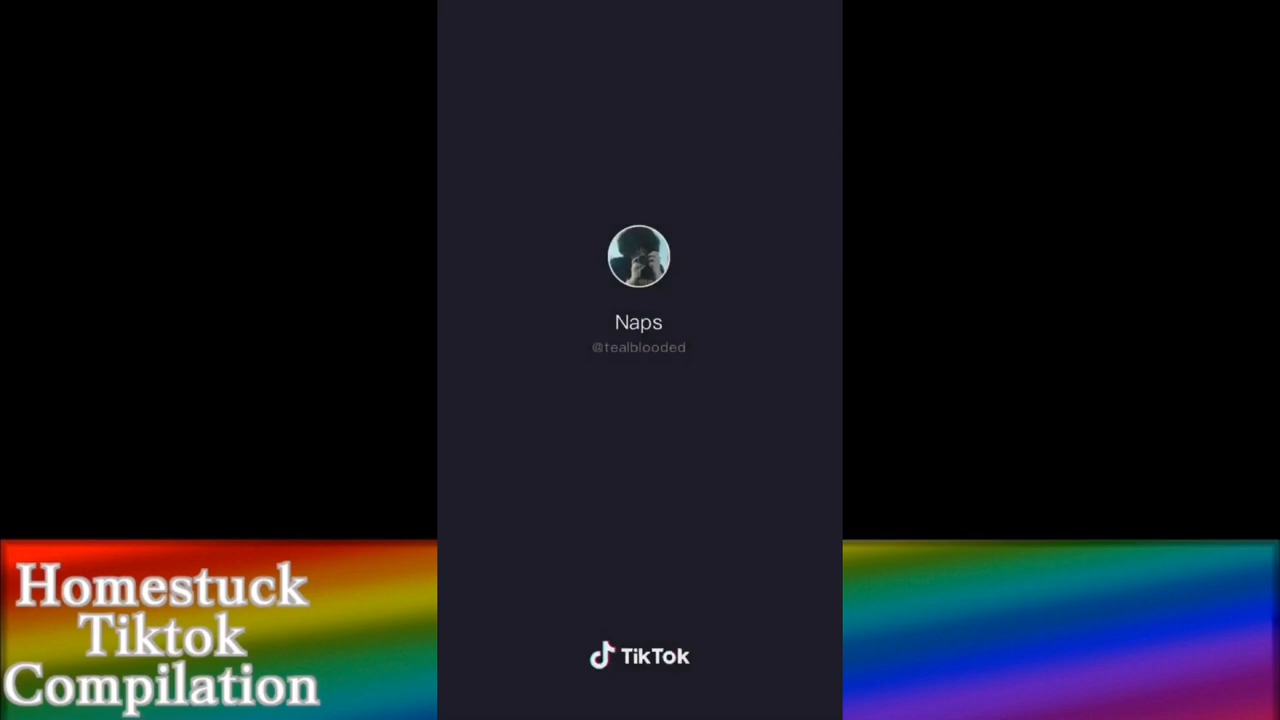 Naps
@tealblooded
Homestuck
Tiktok
Compilation
TikTok